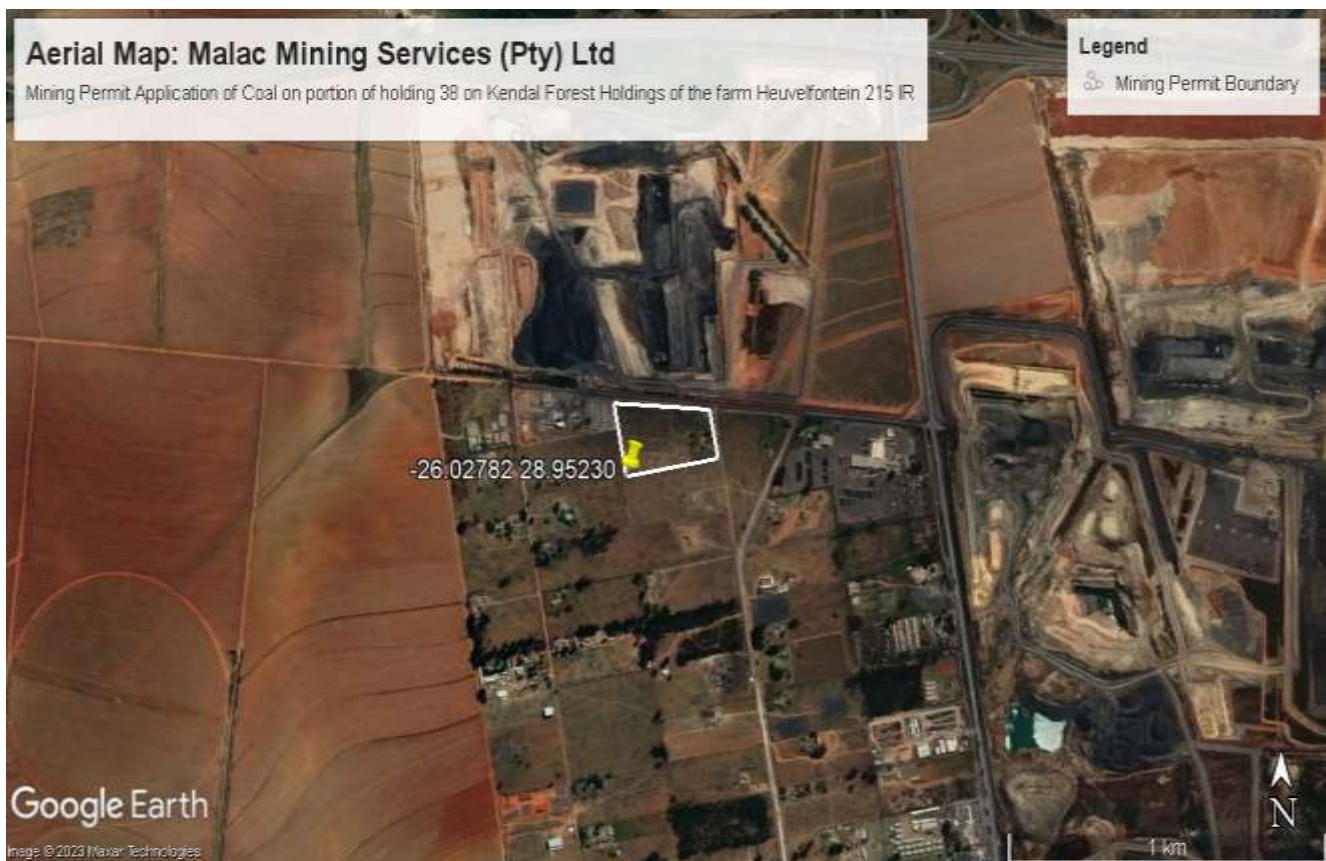 Aerial Map: Malac Mining Services (Pty) Ltd
Mining Permit Application of Coal on portion of holding 38 on Kendal Forest Holdings of the farm Heuvelfontein 215 IR
Legend
Mining Permit Boundary
-26.02782 28.95230
Google Earth
Image © 2023 Maxar Technologies
N
1 km